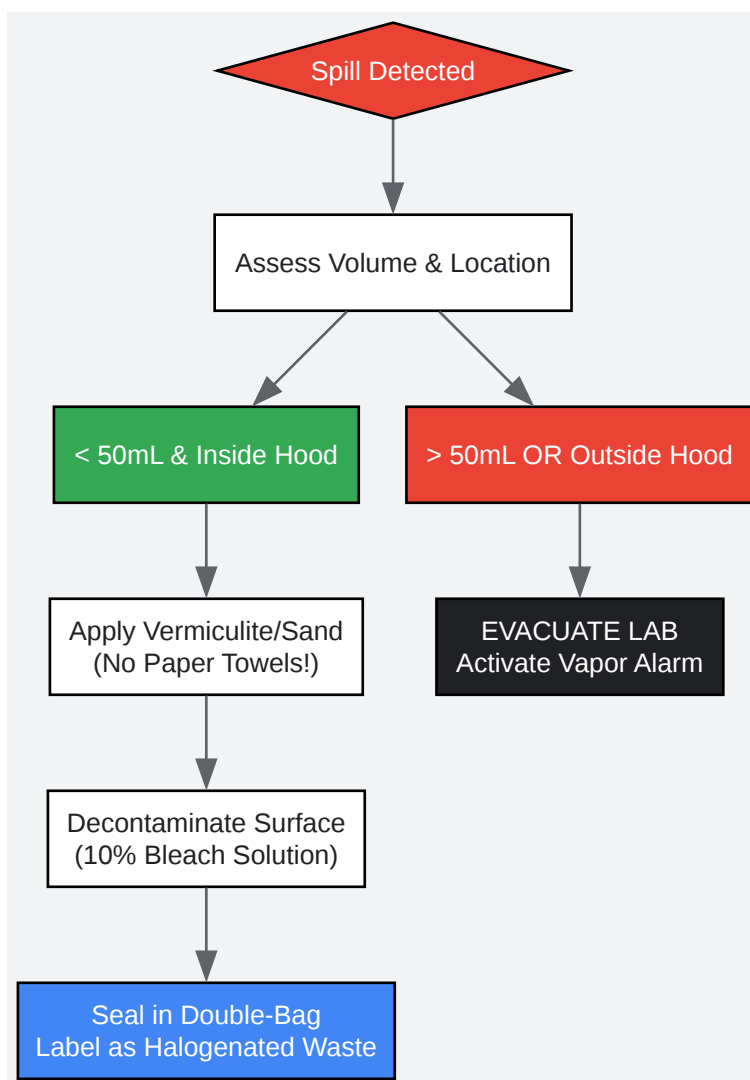 Spill Detected
Assess Volume & Location
< 50mL & Inside Hood
> 50mL OR Outside Hood
Apply Vermiculite/Sand
(No Paper Towels!)
EVACUATE LAB
Activate Vapor Alarm
Decontaminate Surface
(10% Bleach Solution)
Seal in Double-Bag
Label as Halogenated Waste